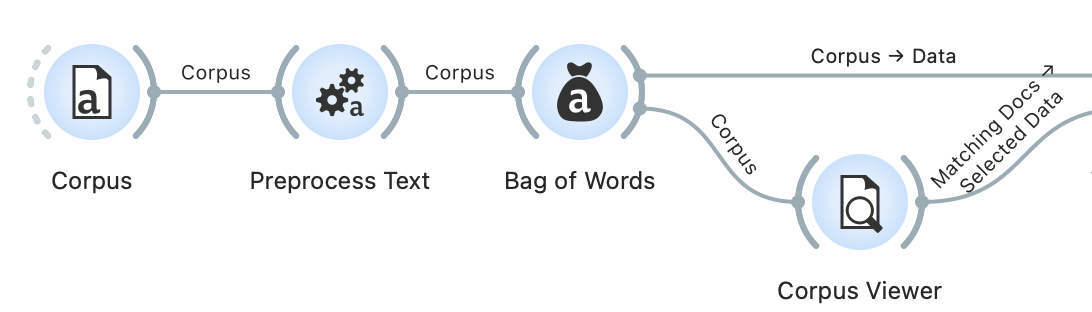 Corpus → Data
Corpus
Corpus
Corpus
Matching Docs →
Selected Data
a
a
a
Corpus
Preprocess Text
Bag of Words
Corpus Viewer